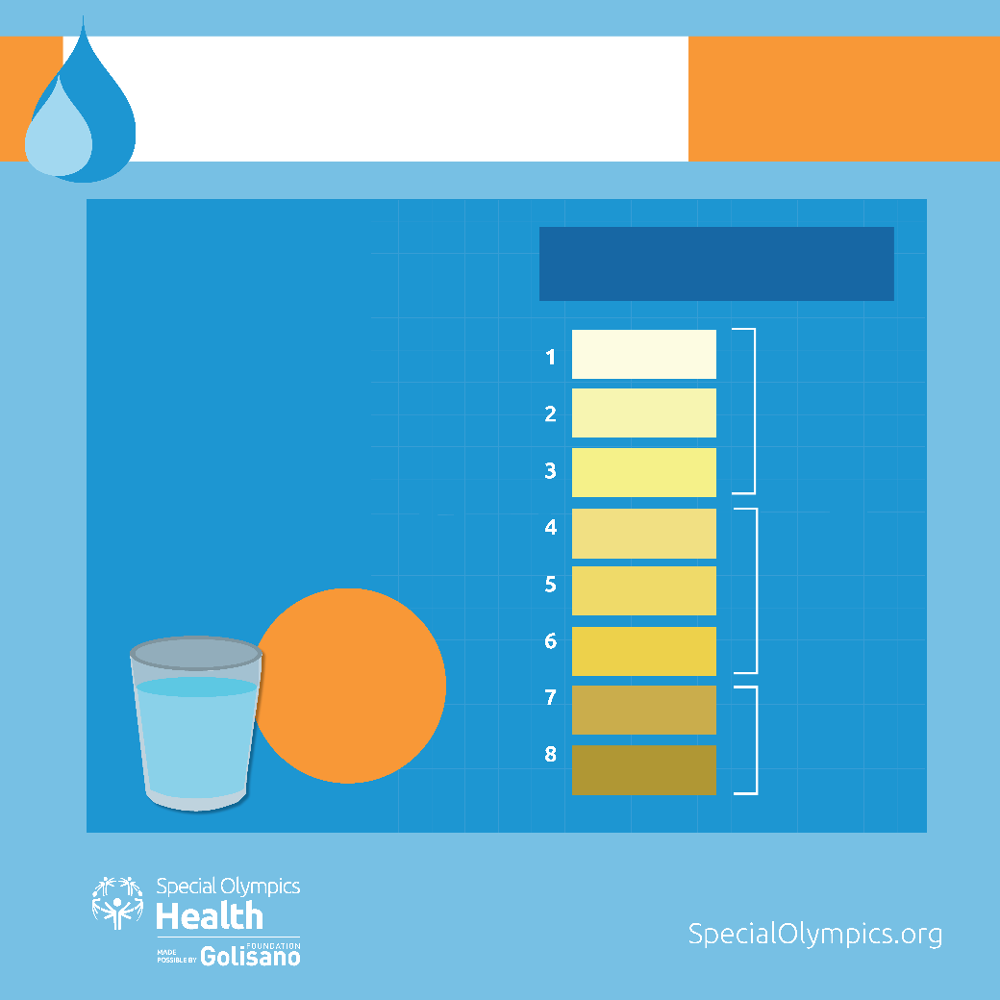 1
2
3
4
5
6
7
8
Special Olympics
Health
MADE
POSSIBLE BY
FOUNDATION
Golisano
SpecialOlympics.org